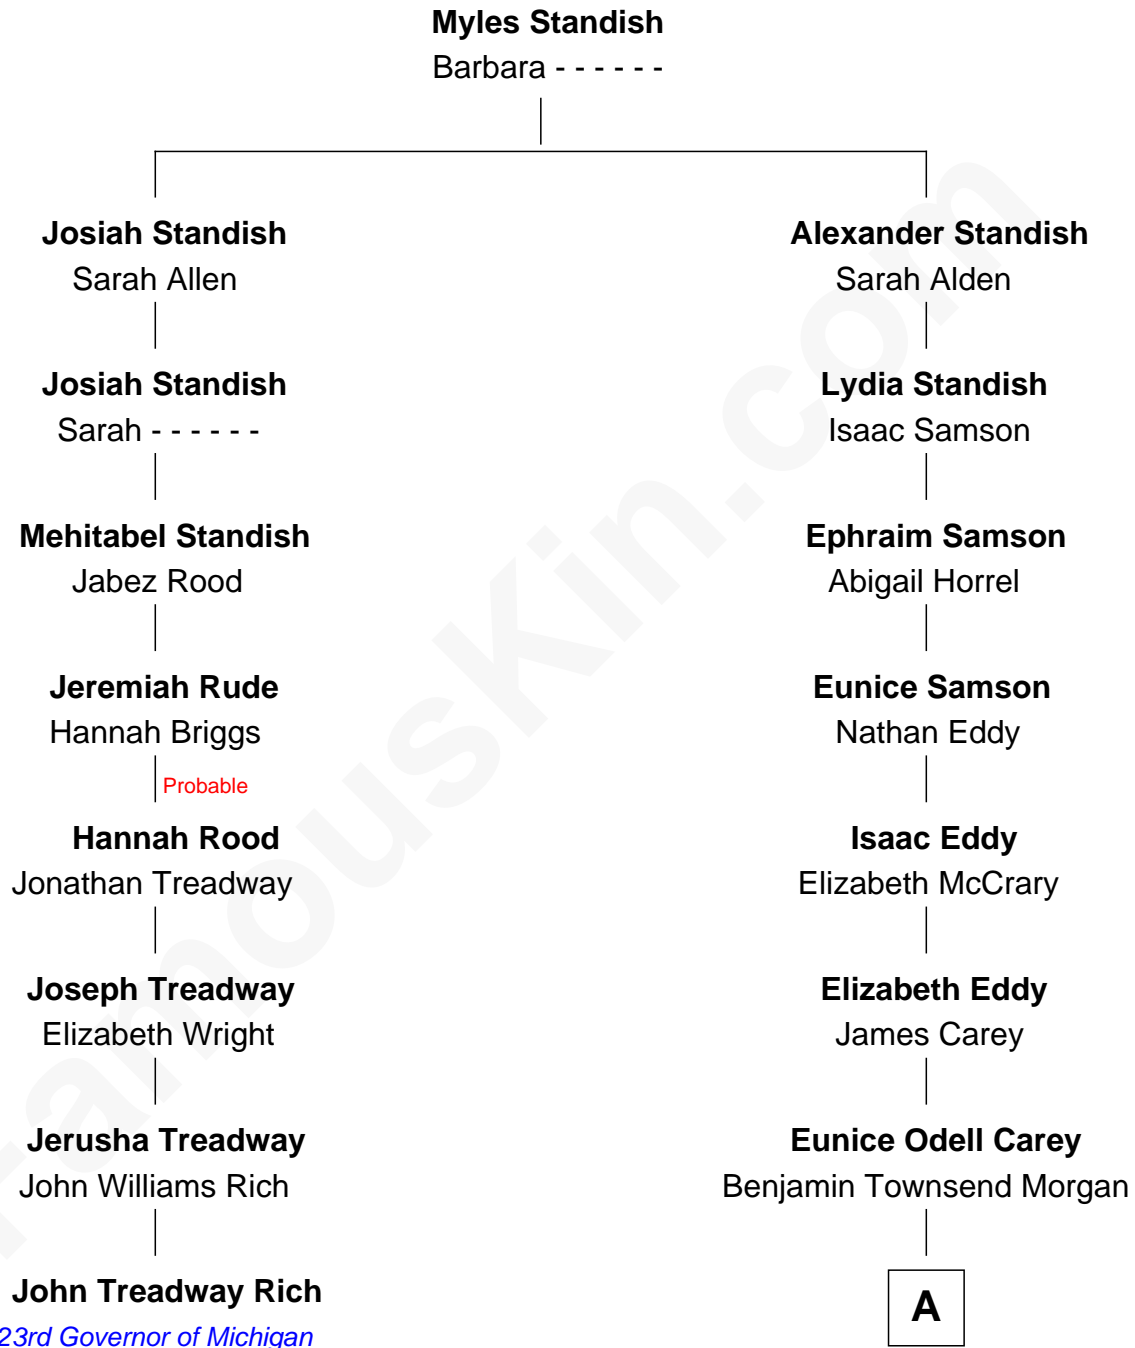 Myles Standish
Barbara - - - - - -
Josiah Standish
Sarah Allen
Alexander Standish
Sarah Alden
Josiah Standish
Sarah - - - - - -
Lydia Standish
Isaac Samson
Mehitabel Standish
Jabez Rood
Ephraim Samson
Abigail Horrel
Jeremiah Rude
Hannah Briggs
Eunice Samson
Nathan Eddy
Probable
Hannah Rood
Jonathan Treadway
Isaac Eddy
Elizabeth McCrary
Joseph Treadway
Elizabeth Wright
Elizabeth Eddy
James Carey
Jerusha Treadway
John Williams Rich
Eunice Odell Carey
Benjamin Townsend Morgan
John Treadway Rich
23rd Governor of Michigan
A
FamousKin.com